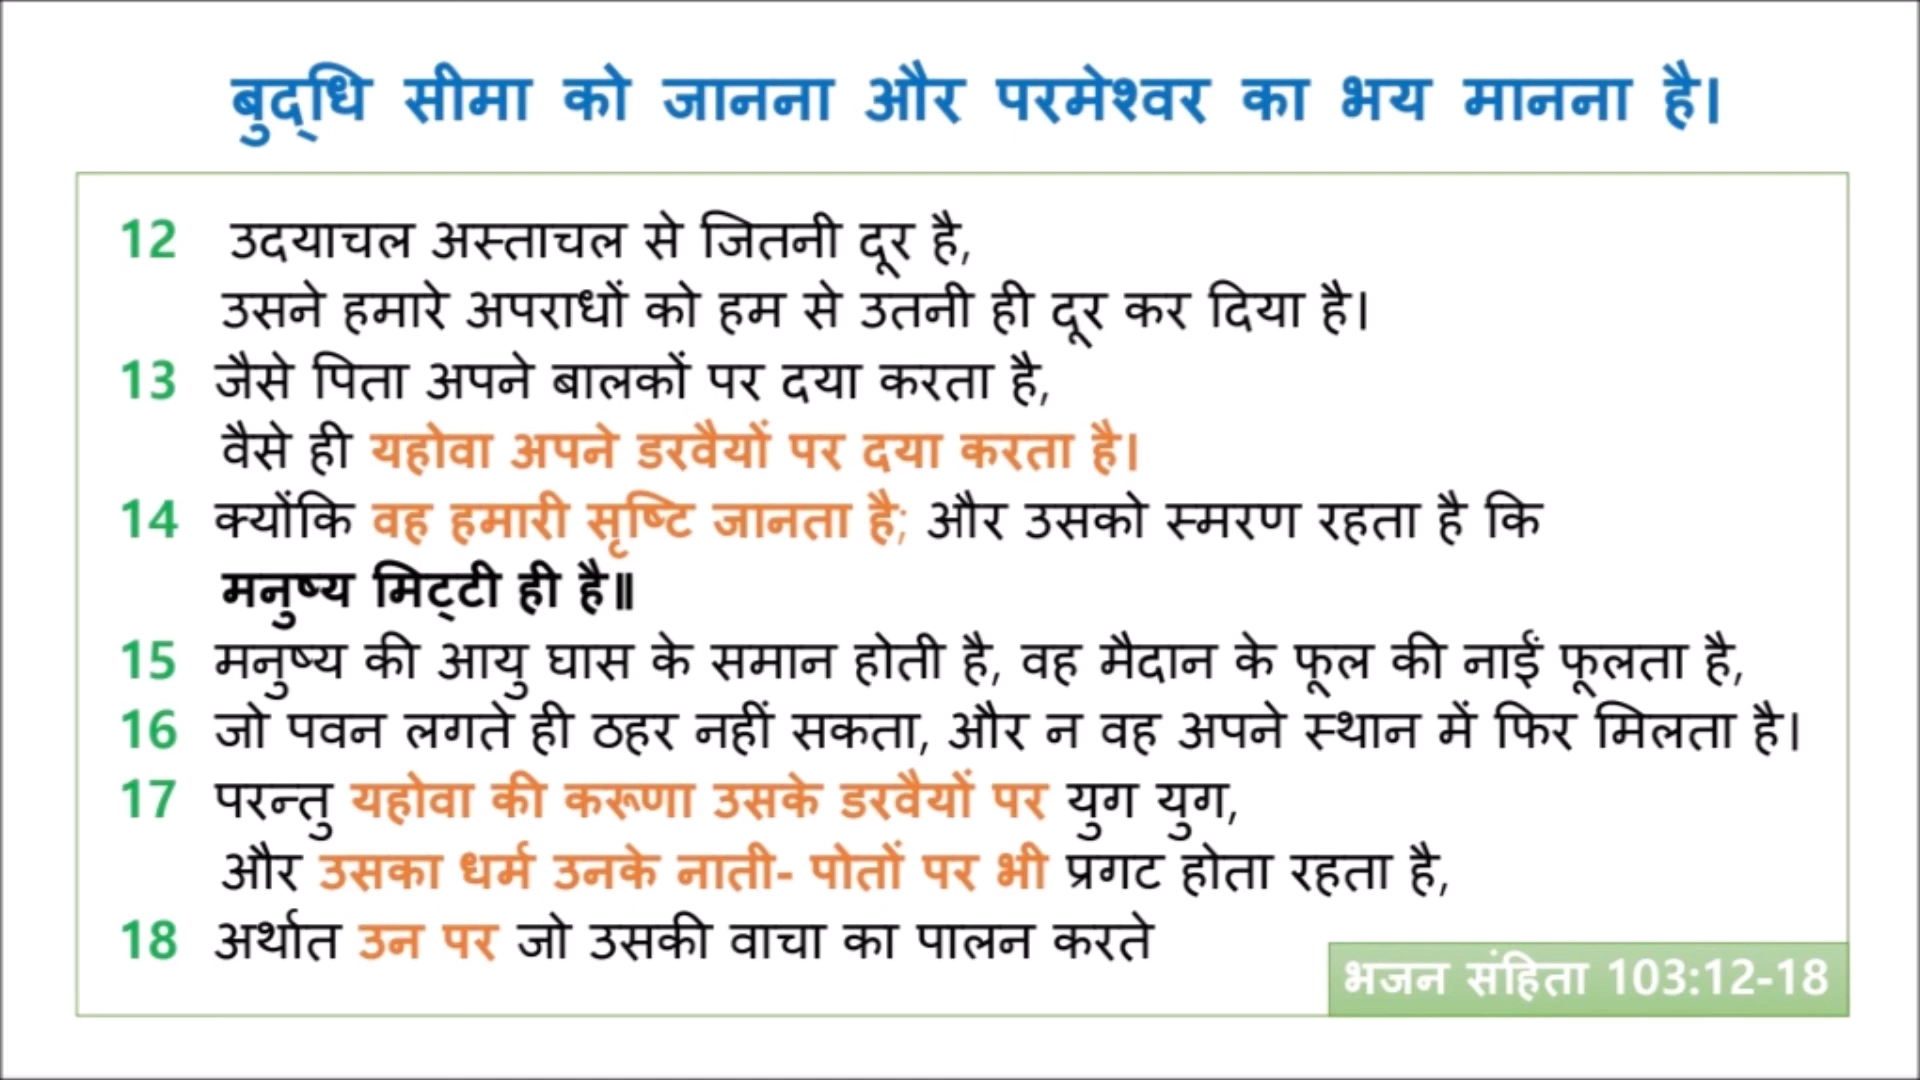 बुद्धि सीमा को जानना और परमेश्वर का भय मानना है।
12 उदयाचल अस्ताचल से जितनी दूर है,
उसने हमारे अपराधों को हम से उतनी ही दूर कर दिया है।
13 जैसे पिता अपने बालकों पर दया करता है,
वैसे ही यहोवा अपने डरवैयों पर दया करता है।
14 क्योंकि वह हमारी सृष्टि जानता है; और उसको स्मरण रहता है कि
मनुष्य मिट्टी ही है॥
15 मनुष्य की आयु घास के समान होती है, वह मैदान के फूल की नाईं फूलता है,
16 जो पवन लगते ही ठहर नहीं सकता, और न वह अपने स्थान में फिर मिलता है।
17 परन्तु यहोवा की करूणा उसके डरवैयों पर युग युग,
और उसका धर्म उनके नाती- पोतों पर भी प्रगट होता रहता है,
18 अर्थात उन पर जो उसकी वाचा का पालन करते
भजन संहिता 103:12-18